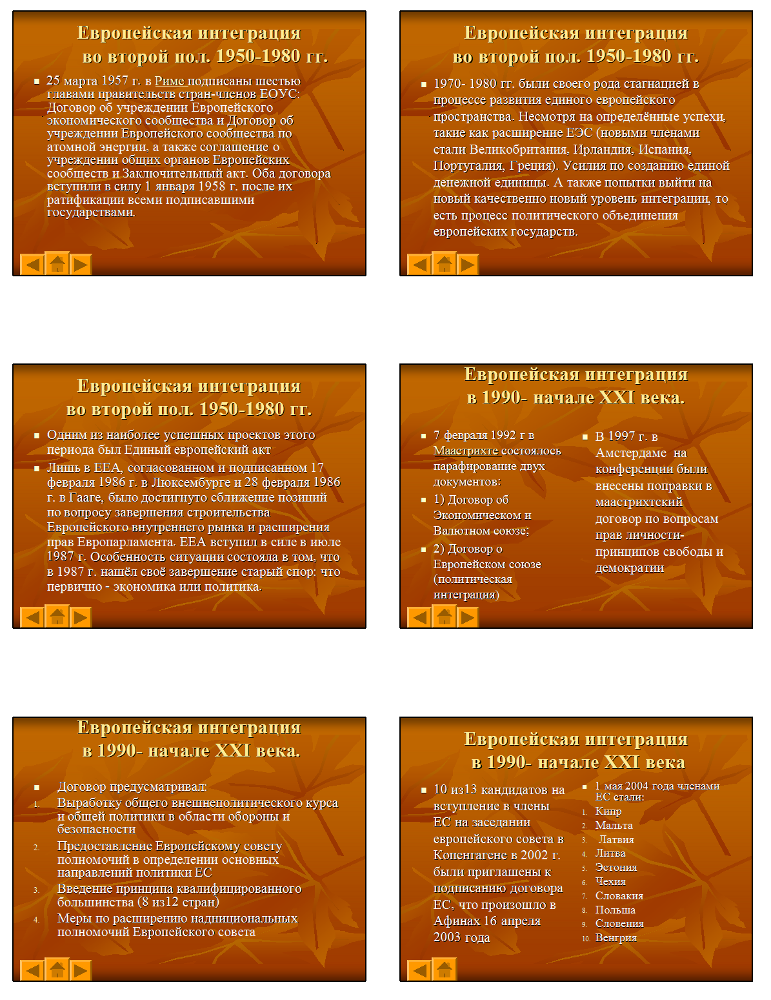 Европейская интеграция
во второй пол. 1950-1980 гг.
25 марта 1957 г. в Риме подписаны шестью
главами правительств стран-членов ЕОУС:
Договор об учреждении Европейского
экономического сообщества и Договор об
учреждении Европейского сообщества по
атомной энергии, а также соглашение о
учреждении общих органов Европейских
сообществ и Заключительный акт. Оба договора
вступили в силу 1 января 1958 г. после их
ратификации всеми подписавшими
государствами.
Европейская интеграция
во второй пол. 1950-1980 гг.
1970- 1980 гг. были своего рода стагнацией в
процессе развития единого европейского
пространства. Несмотря на определённые успехи,
такие как расширение ЕЭС (новыми членами
стали Великобритания, Ирландия, Испания,
Португалия, Греция). Усилия по созданию единой
денежной единицы. А также попытки выйти на
новый качественно новый уровень интеграции, то
есть процесс политического объединения
европейских государств.
Европейская интеграция
во второй пол. 1950-1980 гг.
Одним из наиболее успешных проектов этого
периода был Единый европейский акт
Лишь в ЕЕА, согласованном и подписанном 17
февраля 1986 г. в Люксембурге и 28 февраля 1986
г. в Гааге, было достигнуто сближение позиций
по вопросу завершения строительства
Европейского внутреннего рынка и расширения
прав Европарламента. ЕЕА вступил в силе в июле
1987 г. Особенность ситуации состояла в том, что
в 1987 г. нашёл своё завершение старый спор: что
первично - экономика или политика.
Европейская интеграция
в 1990- начале XXI века.
7 февраля 1992 г в
Маастрихте состоялось
парафирование двух
документов:
1) Договор об
Экономическом и
Валютном союзе;
2) Договор о
Европейском союзе
(политическая
интеграция)
В 1997 г. в
Амстердаме на
конференции были
внесены поправки в
маастрихтский
договор по вопросам
прав личности-
принципов свободы и
демократии
Европейская интеграция
в 1990- начале XXI века.
Договор предусматривал:
1. Выработку общего внешнеполитического курса
и общей политики в области обороны и
безопасности
2. Предоставление Европейскому совету
полномочий в определении основных
направлений политики ЕС
3. Введение принципа квалифицированного
большинства (8 из12 стран)
4. Меры по расширению надниционадьных
полномочий Европейского совета
Европейская интеграция
в 1990- начале XXI века
10 из13 кандидатов на
вступление в члены
ЕС на заседании
европейского совета в
Копенгагене в 2002 г.
были приглашены к
подписанию договора
ЕС, что произошло в
Афинах 16 апреля
2003 года
1 мая 2004 года членами
ЕС стали:
1. Кипр
2. Мальта
3. Латвия
4. Литва
5. Эстония
6. Чехия
7. Словакия
8. Польша
9. Словения
10. Венгрия